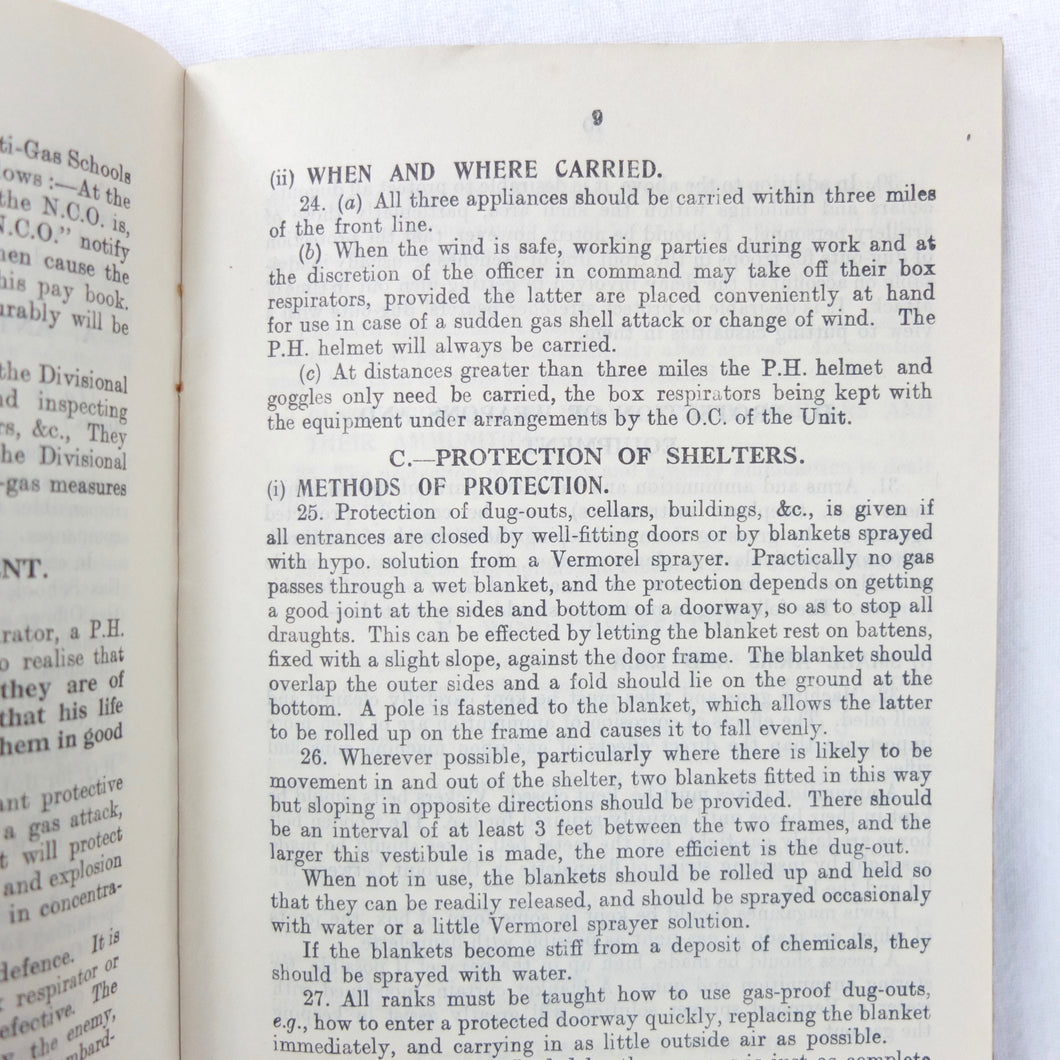 ti-Gas Schools
ows :—At the
the N.C.O. is,
N.C.O." notify
hen cause the
his pay book.
urably will be
the Divisional
nd inspecting
rs, &c., They
he Divisional
-gas measures
ENT.
irator, a P.H.
o realise that
they are of
that his life
hem in good
ant protective
a gas attack,
t will protect
and explosion
in concentra-
defence. It is
x respirator or
efective. The
y the enemy,
mbard-
9
(ii) WHEN AND WHERE CARRIED.
24. (a) All three appliances should be carried within three miles
of the front line.
(b) When the wind is safe, working parties during work and at
the discretion of the officer in command may take off their box
respirators, provided the latter are placed conveniently at hand
for use in case of a sudden gas shell attack or change of wind. The
P.H. helmet will always be carried.
(c) At distances greater than three miles the P.H. helmet and
goggles only need be carried, the box respirators being kept with
the equipment under arrangements by the O.C. of the Unit.
C.—PROTECTION OF SHELTERS.
(i) METHODS OF PROTECTION.
25. Protection of dug-outs, cellars, buildings, &c., is given if
all entrances are closed by well-fitting doors or by blankets sprayed
with hypo. solution from a Vermorel sprayer. Practically no gas
passes through a wet blanket, and the protection depends on getting
a good joint at the sides and bottom of a doorway, so as to stop all
draughts. This can be effected by letting the blanket rest on battens,
fixed with a slight slope, against the door frame. The blanket should
overlap the outer sides and a fold should lie on the ground at the
bottom. A pole is fastened to the blanket, which allows the latter
to be rolled up on the frame and causes it to fall evenly.
26. Wherever possible, particularly where there is likely to be
movement in and out of the shelter, two blankets fitted in this way
but sloping in opposite directions should be provided. There should
be an interval of at least 3 feet between the two frames, and the
larger this vestibule is made, the more efficient is the dug-out.
When not in use, the blankets should be rolled up and held so
that they can be readily released, and should be sprayed occasionaly
with water or a little Vermorel sprayer solution.
If the blankets become stiff from a deposit of chemicals, they
should be sprayed with water.
27. All ranks must be taught how to use gas-proof dug-outs,
e.g., how to enter a protected doorway quickly, replacing the blanket
immediately, and carrying in as little outside air as possible.